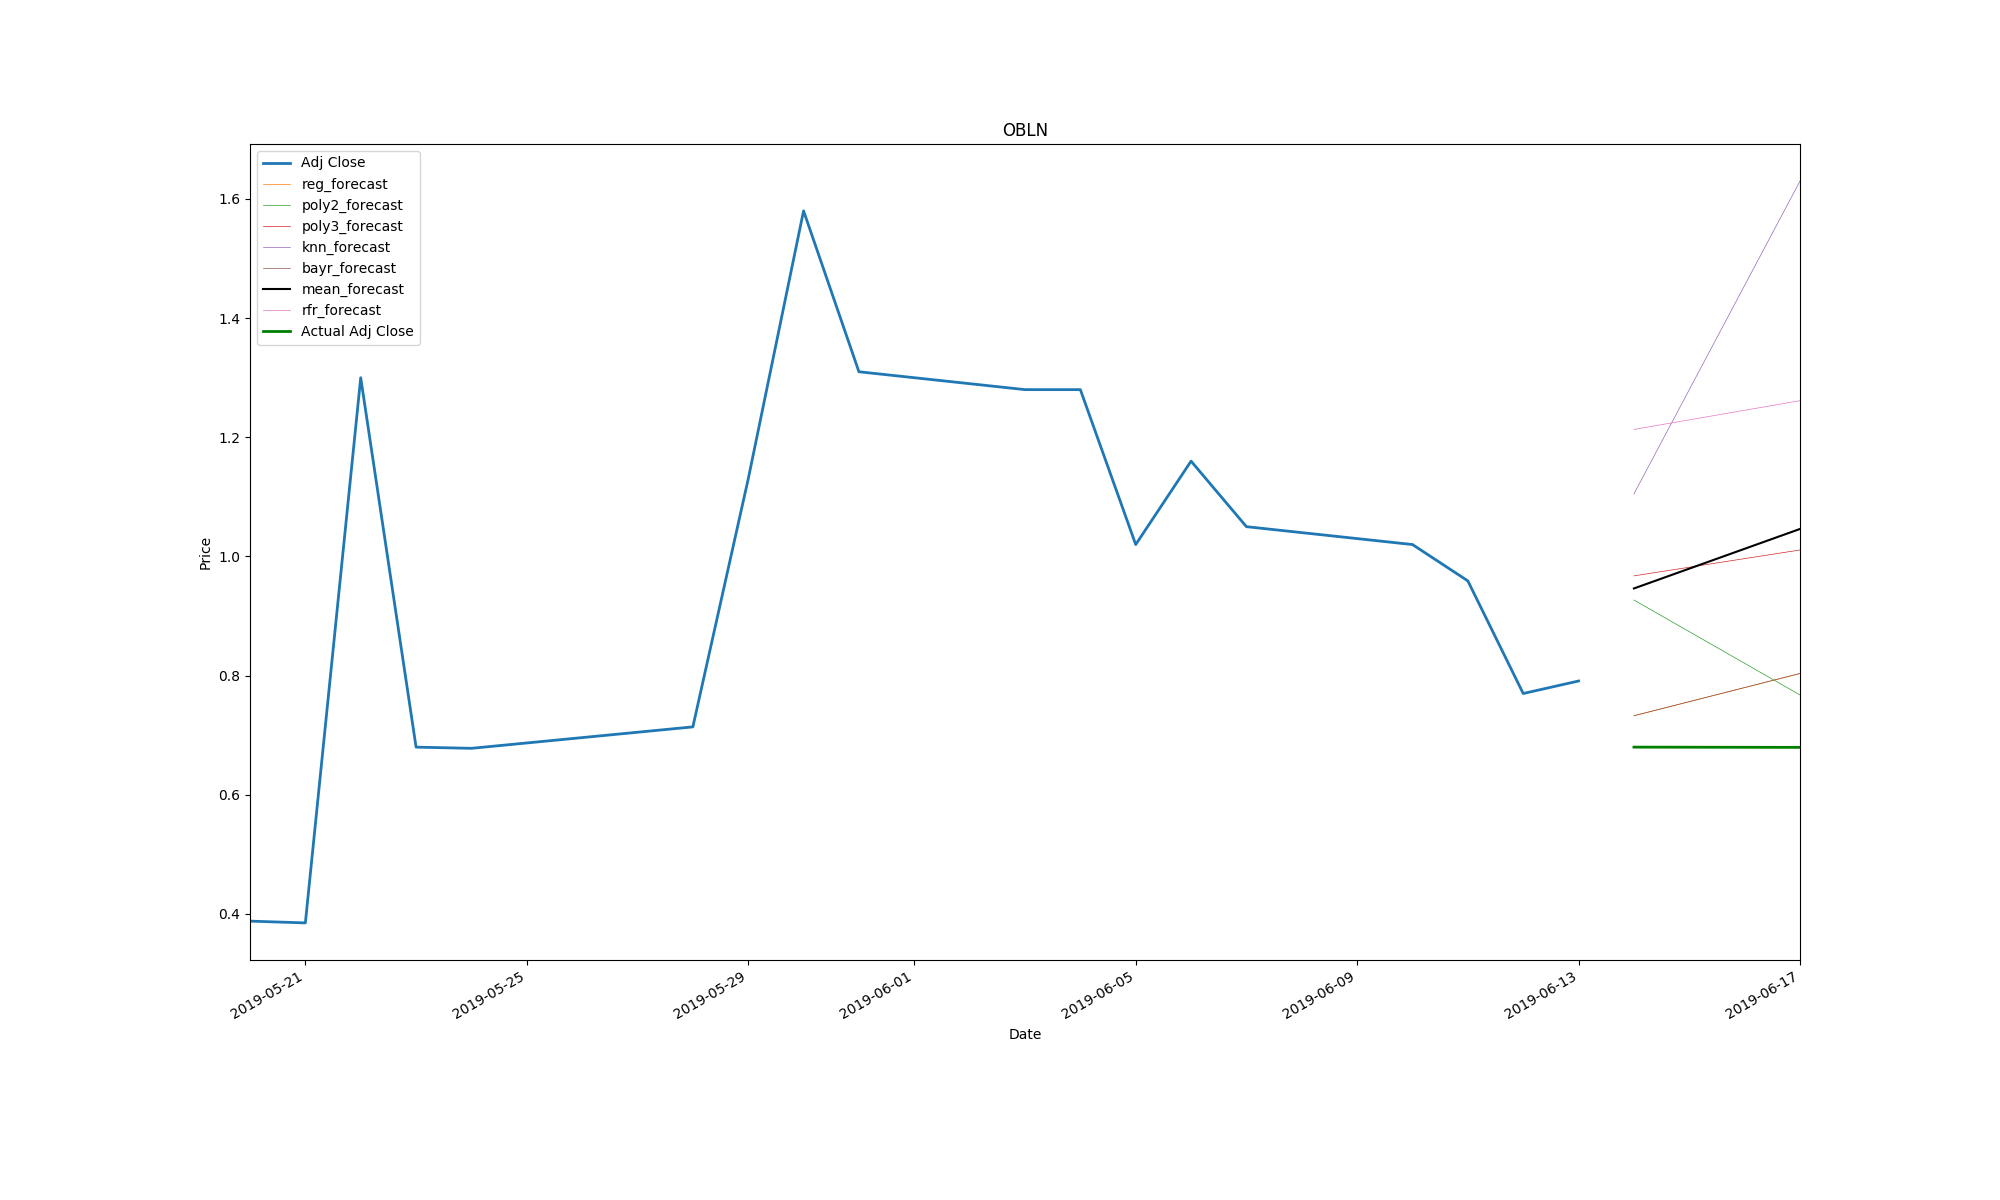 OBLN
Adj Close
reg_forecast
poly2_forecast
poly3_forecast
knn_forecast
bayr_forecast
mean_forecast
rfr_forecast
Actual Adj Close
1.6
1.4
1.2
1.0
0.8
0.6
0.4
Price
2019-05-21
2019-05-25
2019-05-29
2019-06-01
2019-06-05
2019-06-09
2019-06-13
2019-06-17
Date